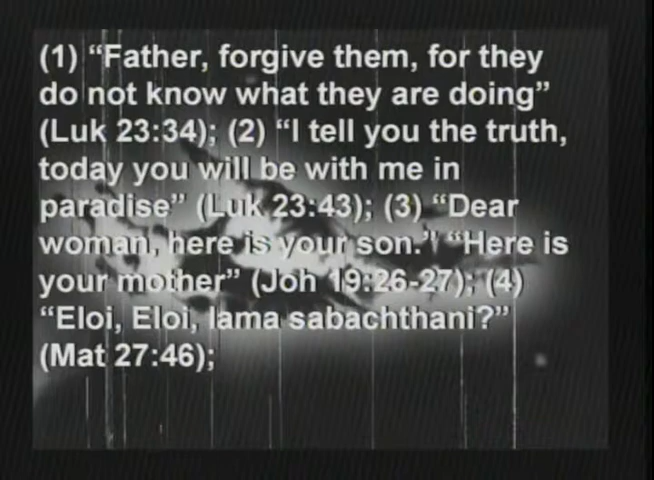 (1) “Father, forgive them, for they
do not know what they are doing”
(Luk 23:34); (2) “I tell you the truth,
today you will be with me in
paradise” (Luk 23:43); (3) “Dear
woman, here is your son.” “Here is
your mother” (Joh 19:26-27); (4)
“Eloi, Eloi, lama sabachthani?”
(Mat 27:46);